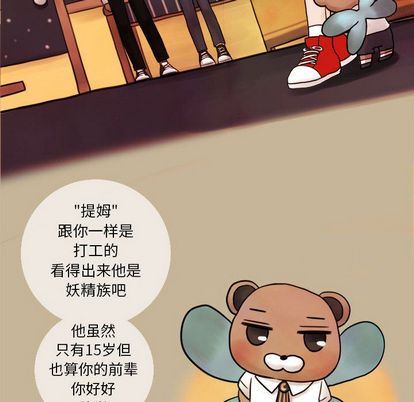 "提姆"
跟你一样是
打工的
看得出来他是
妖精族吧
他虽然
只有15岁但
也算你的前辈
你好好